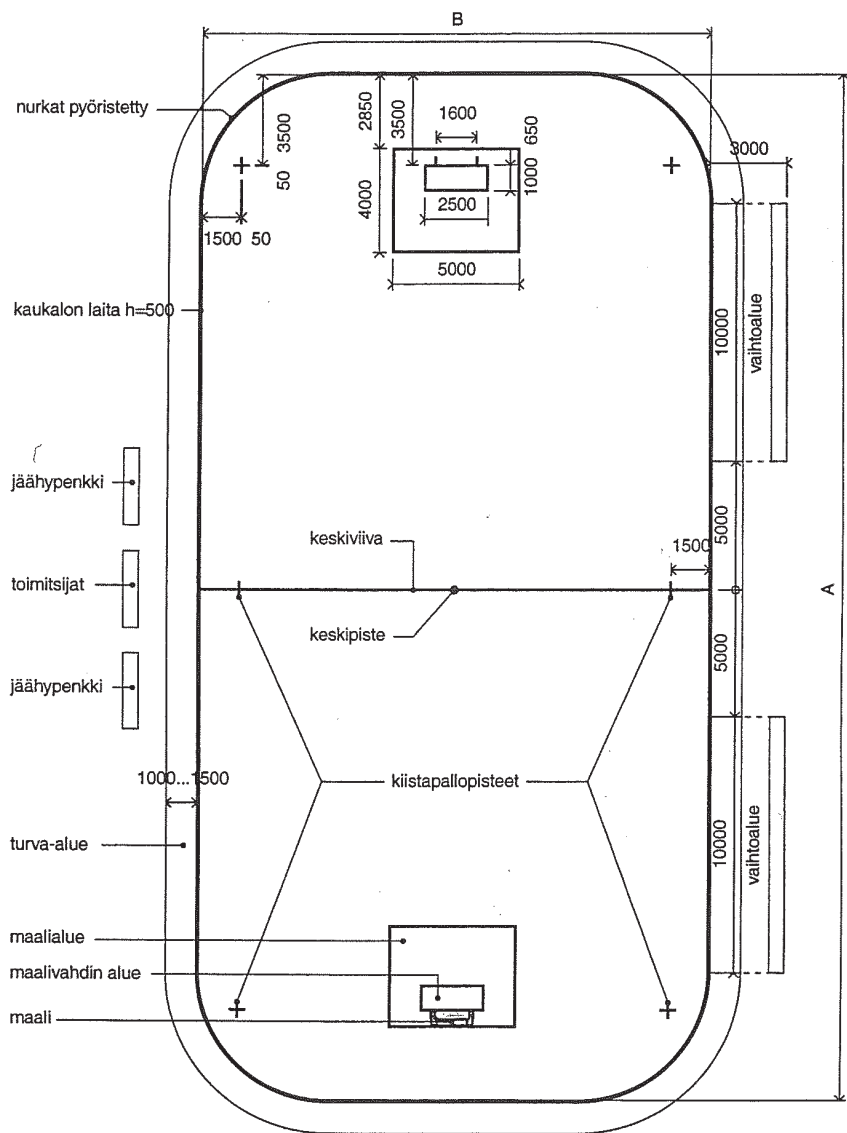 B
nurkat pyöristetty
3500
50
2850
3500
1600
650
1000
3000
4000
2500
1500 50
5000
kaukalon laita h=500
10000
vaihtoalue
jäähypenkki
keskiviiva
1500
5000
toimitsijat
A
keskipiste
5000
jäähypenkki
1000...1500
kiistapallopisteet
10000
vaihtoalue
turva-alue
maalialue
maalivahdin alue
maali